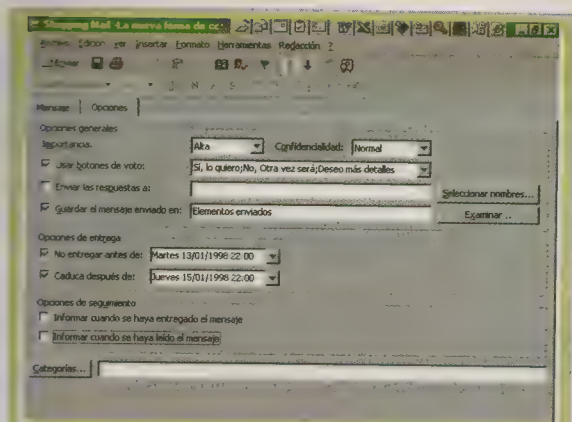 Shopping Mail -La nueva forma de co
Archivo Edición Ver Insertar Formato Herramientas Redacción ?
Enviar
N
Mensaje Opciones
Opciones generales
Importancia: Alta Confidencialidad: Normal
Usar botones de voto: Sí, lo quiero;No, Otra vez será;Deseo más detalles
Enviar las respuestas a: Seleccionar nombres...
Guardar el mensaje enviado en: Elementos enviados Examinar ..
Opciones de entrega
No entregar antes de: Martes 13/01/1998 22:00
Caduca después de: Jueves 15/01/1998 22:00
Opciones de seguimiento
Informar cuando se haya entregado el mensaje
Informar cuando se haya leído el mensaje
Categorías...